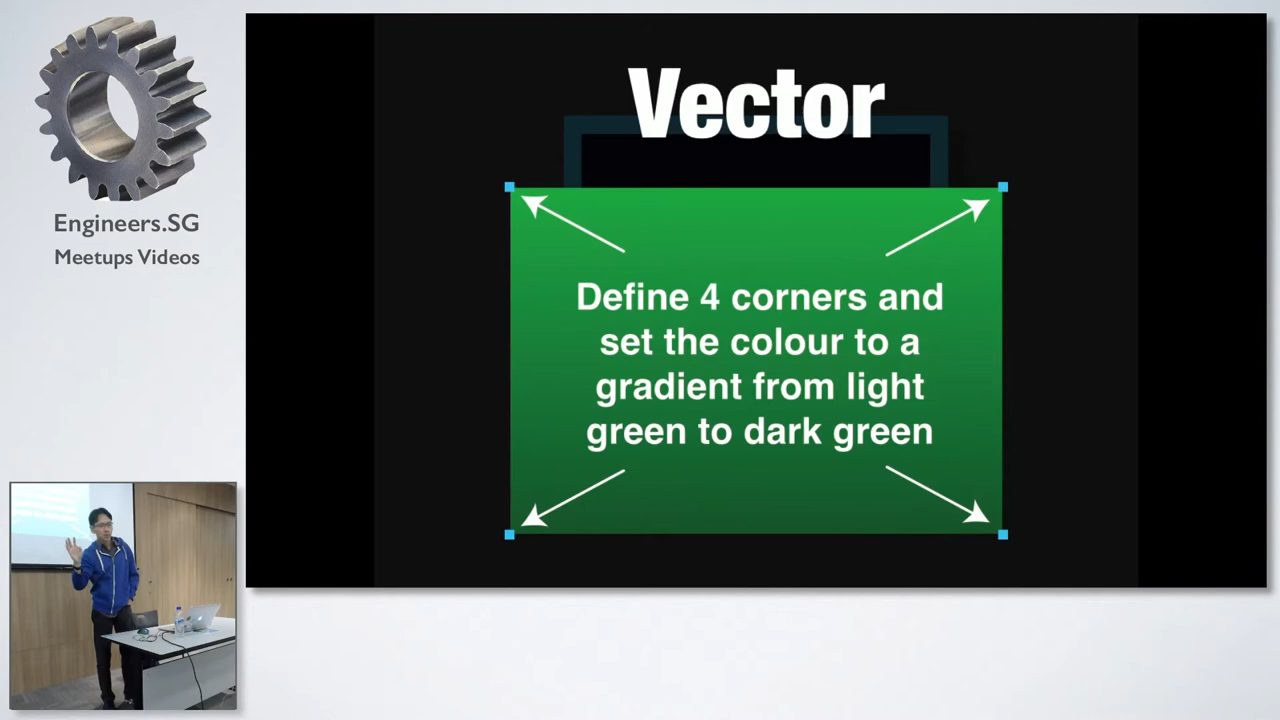 Engineers.SG
Meetups Videos
Vector
Define 4 corners and
set the colour to a
gradient from light
green to dark green